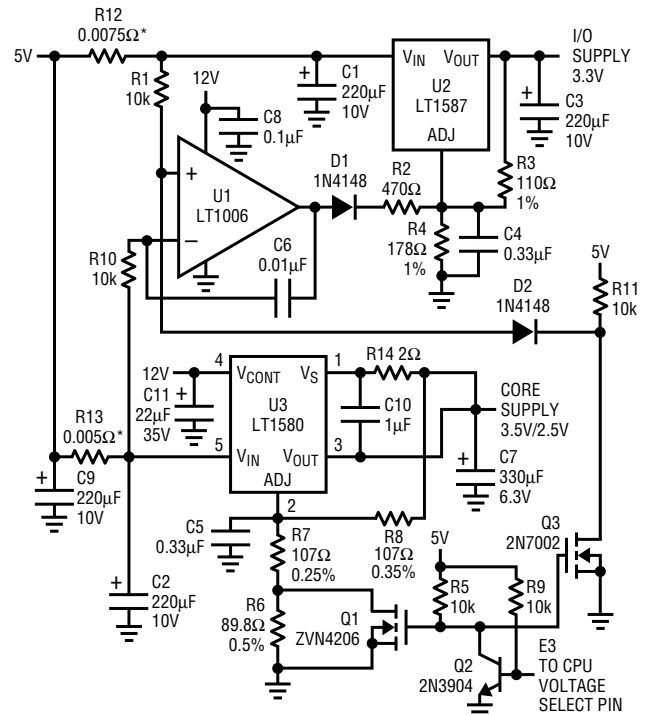 R12
0.0075Ω*
5V
R1
10k
12V
C8
0.1µF
+
C1
220µF
10V
VIN
VOUT
U2
LT1587
ADJ
I/O
SUPPLY
3.3V
+
C3
220µF
10V
+
U1
LT1006
–
D1
1N4148
R2
470Ω
R3
110Ω
1%
R4
178Ω
1%
C4
0.33µF
R10
10k
C6
0.01µF
5V
D2
1N4148
R11
10k
12V
C11
+
22µF
35V
4
VCONT
VS
1
U3
LT1580
5
VIN
VOUT
3
ADJ
2
R14 2Ω
C10
1µF
CORE
SUPPLY
3.5V/2.5V
+
C7
330µF
6.3V
R13
0.005Ω*
+
C9
220µF
10V
C5
0.33µF
R7
107Ω
0.25%
R8
107Ω
0.35%
+
C2
220µF
10V
R6
89.8Ω
0.5%
Q1
ZVN4206
5V
R5
10k
R9
10k
Q3
2N7002
Q2
2N3904
E3
TO CPU
VOLTAGE
SELECT PIN